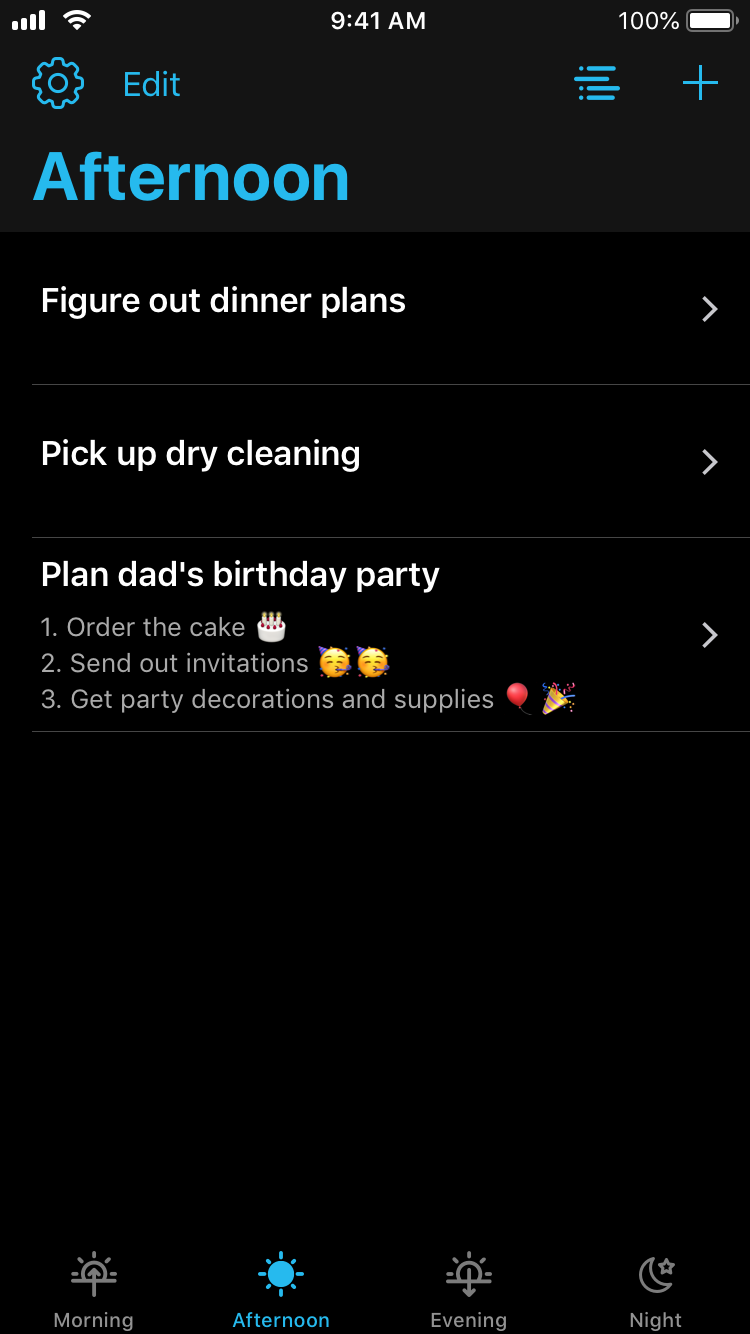 9:41 AM
100%
Edit
Afternoon
Figure out dinner plans
Pick up dry cleaning
Plan dad's birthday party
1. Order the cake 🎂
2. Send out invitations 🥳🥳
3. Get party decorations and supplies 🎈🎉
Morning
Afternoon
Evening
Night